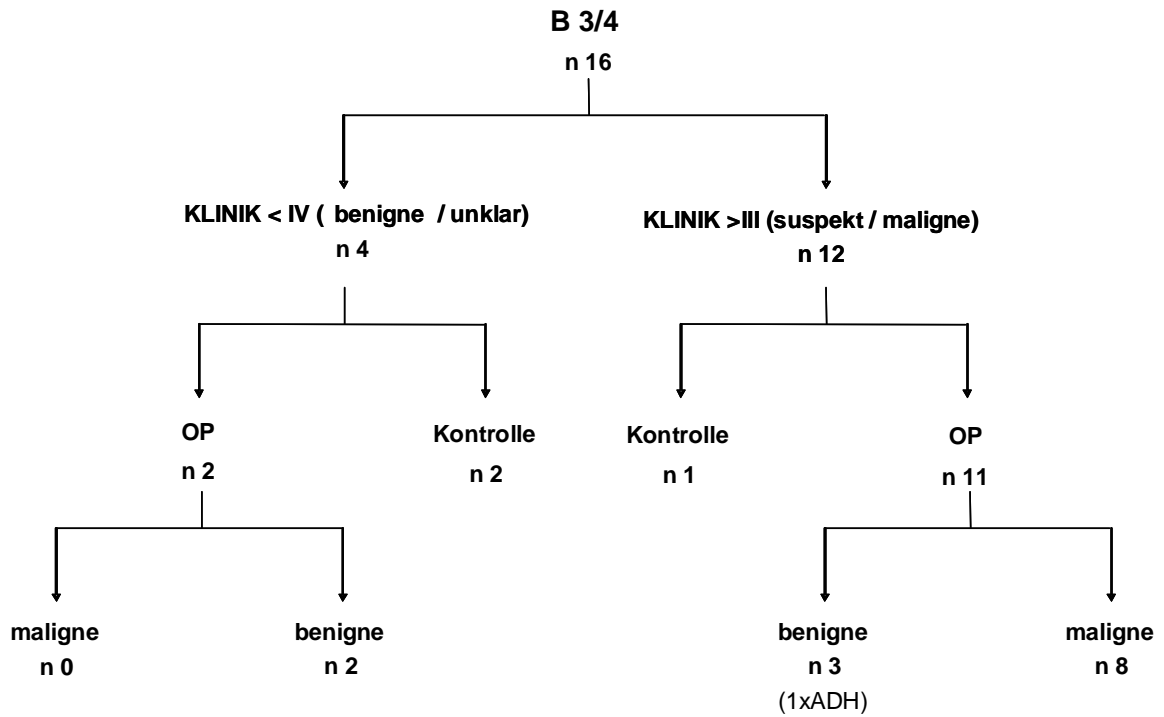 B 3/4
n 16
KLINIK < IV ( benigne / unklar)
n 4
KLINIK >III (suspekt / maligne)
n 12
OP
n 2
Kontrolle
n 2
Kontrolle
n 1
OP
n 11
maligne
n 0
benigne
n 2
benigne
n 3
(1xADH)
maligne
n 8